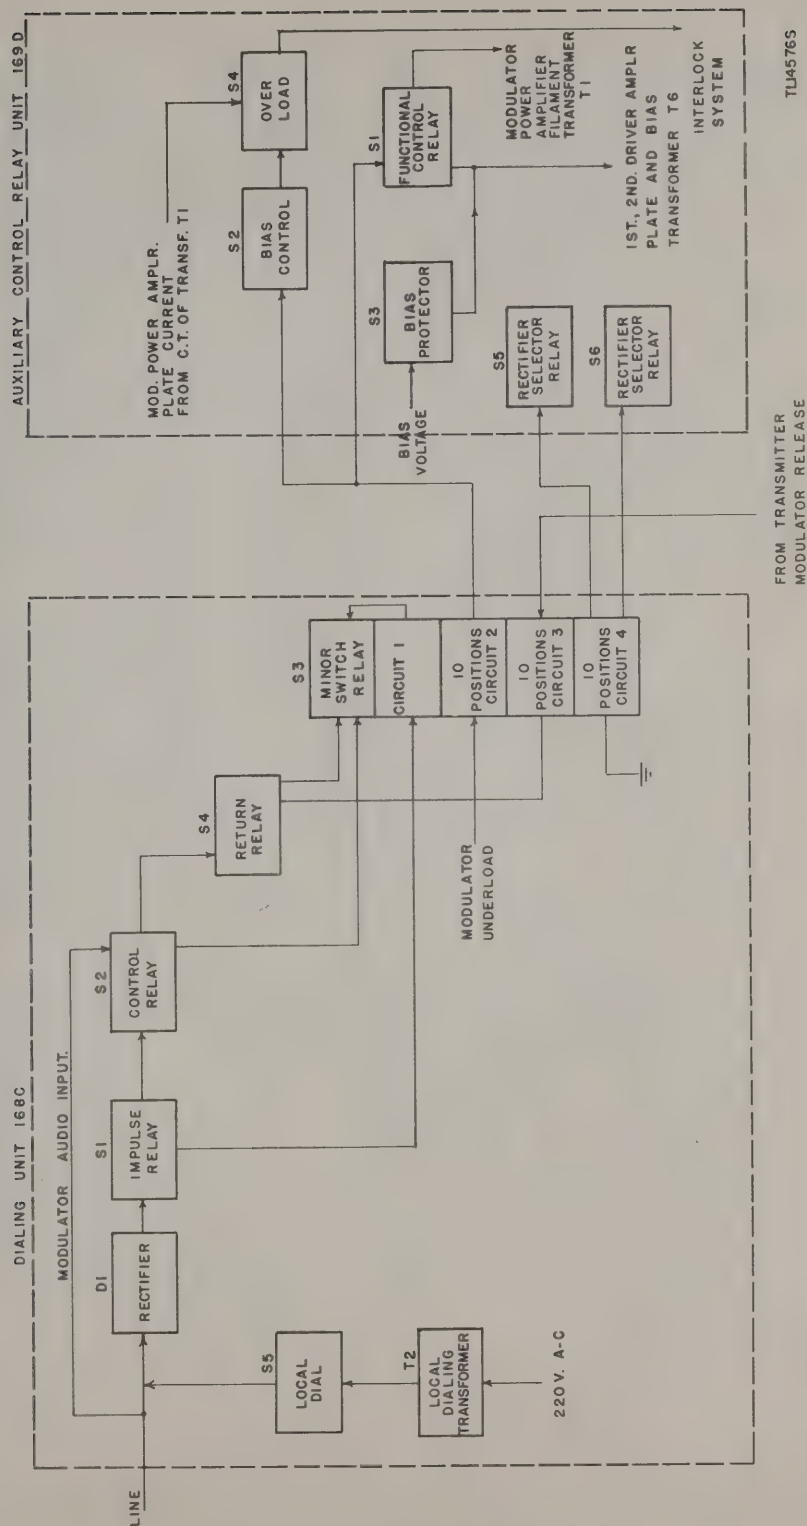 DIALING UNIT 168C
MODULATOR AUDIO INPUT.
LINE
D1
RECTIFIER
S1
IMPULSE
RELAY
S2
CONTROL
RELAY
S4
RETURN
RELAY
S5
LOCAL
DIAL
T2
LOCAL
DIALING
TRANSFORMER
220 V. A-C
MODULATOR
UNDERLOAD
S3
MINOR
SWITCH
RELAY
CIRCUIT 1
10
POSITIONS
CIRCUIT 2
10
POSITIONS
CIRCUIT 3
10
POSITIONS
CIRCUIT 4
FROM TRANSMITTER
MODULATOR RELEASE
AUXILIARY CONTROL RELAY UNIT 169D
MOD. POWER AMPLR.
PLATE CURRENT
FROM C.T. OF TRANSF. T1
S2
BIAS
CONTROL
S4
OVER
LOAD
BIAS
VOLTAGE
S3
BIAS
PROTECTOR
S1
FUNCTIONAL
CONTROL
RELAY
S5
RECTIFIER
SELECTOR
RELAY
S6
RECTIFIER
SELECTOR
RELAY
MODULATOR
POWER
AMPLIFIER
FILAMENT
TRANSFORMER
T1
1ST., 2ND. DRIVER AMPLR
PLATE AND BIAS
TRANSFORMER T6
INTERLOCK
SYSTEM
TL14576S